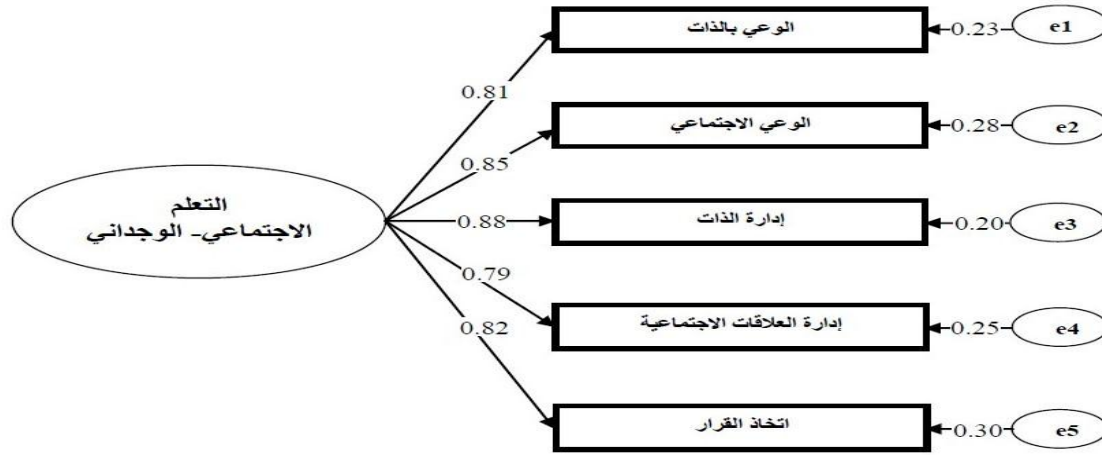 الوعي بالذات
0.23
e1
0.81
الوعي الاجتماعي
0.28
e2
0.85
التعلم
الاجتماعي- الوجداني
0.88
إدارة الذات
0.20
e3
0.79
إدارة العلاقات الاجتماعية
0.25
e4
0.82
اتخاذ القرار
0.30
e5